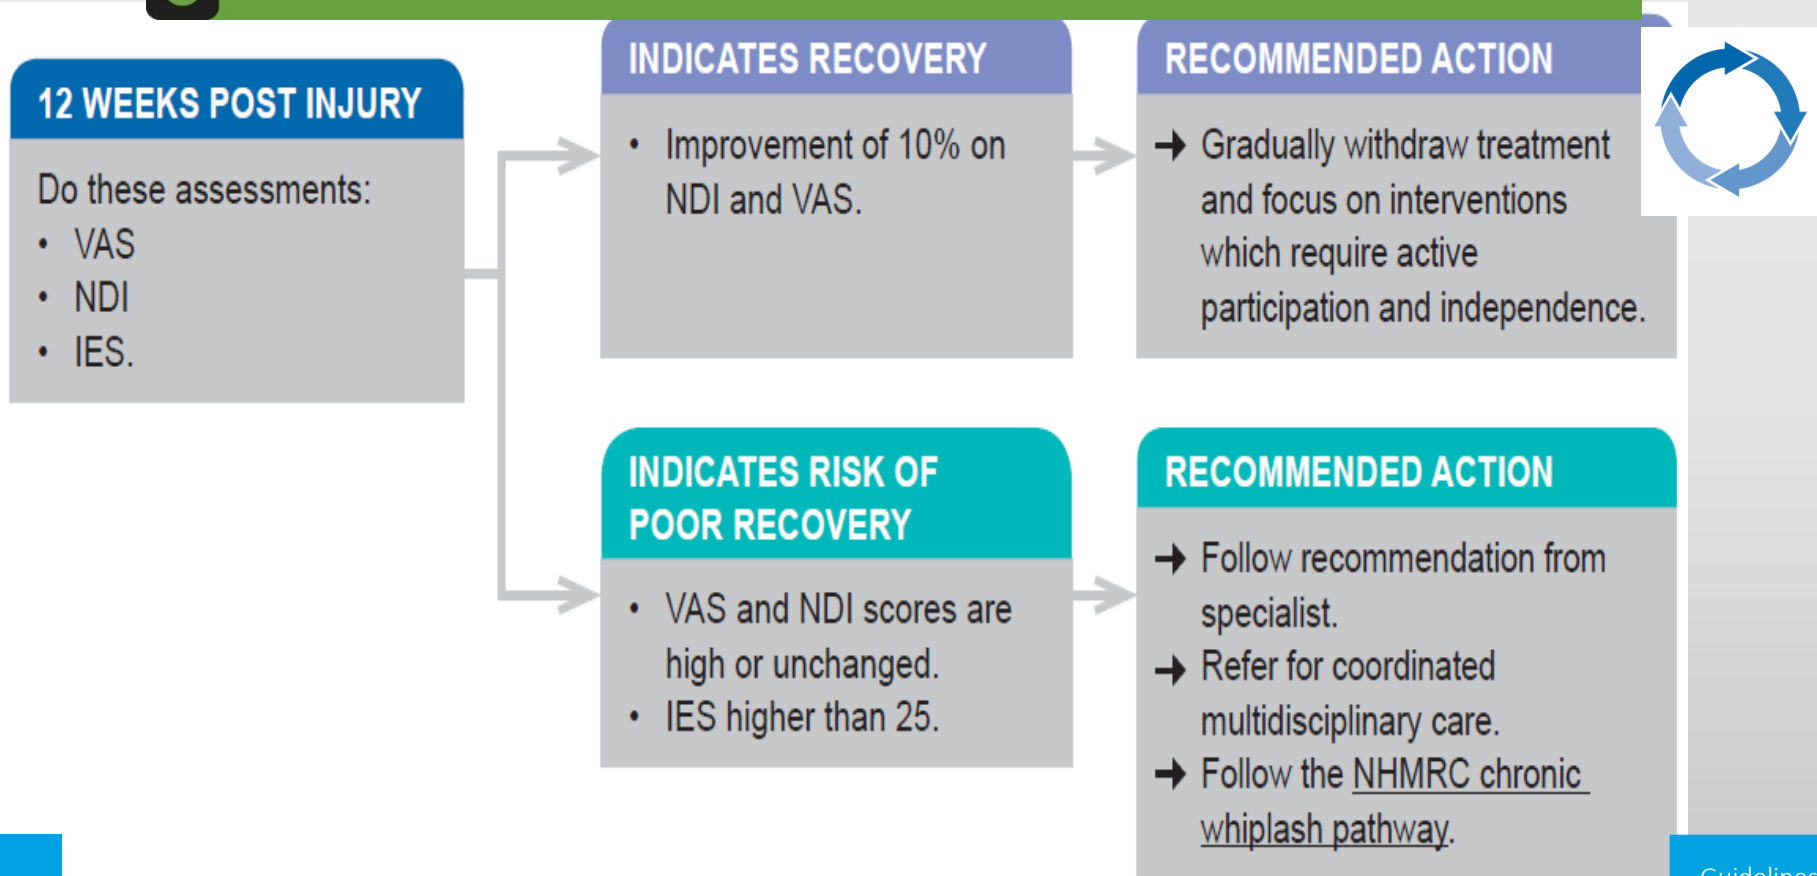 12 WEEKS POST INJURY
Do these assessments:
• VAS
• NDI
• IES.
INDICATES RECOVERY
• Improvement of 10% on
NDI and VAS.
RECOMMENDED ACTION
→ Gradually withdraw treatment
and focus on interventions
which require active
participation and independence.
INDICATES RISK OF
POOR RECOVERY
• VAS and NDI scores are
high or unchanged.
• IES higher than 25.
RECOMMENDED ACTION
→ Follow recommendation from
specialist.
→ Refer for coordinated
multidisciplinary care.
→ Follow the NHMRC chronic
whiplash pathway.